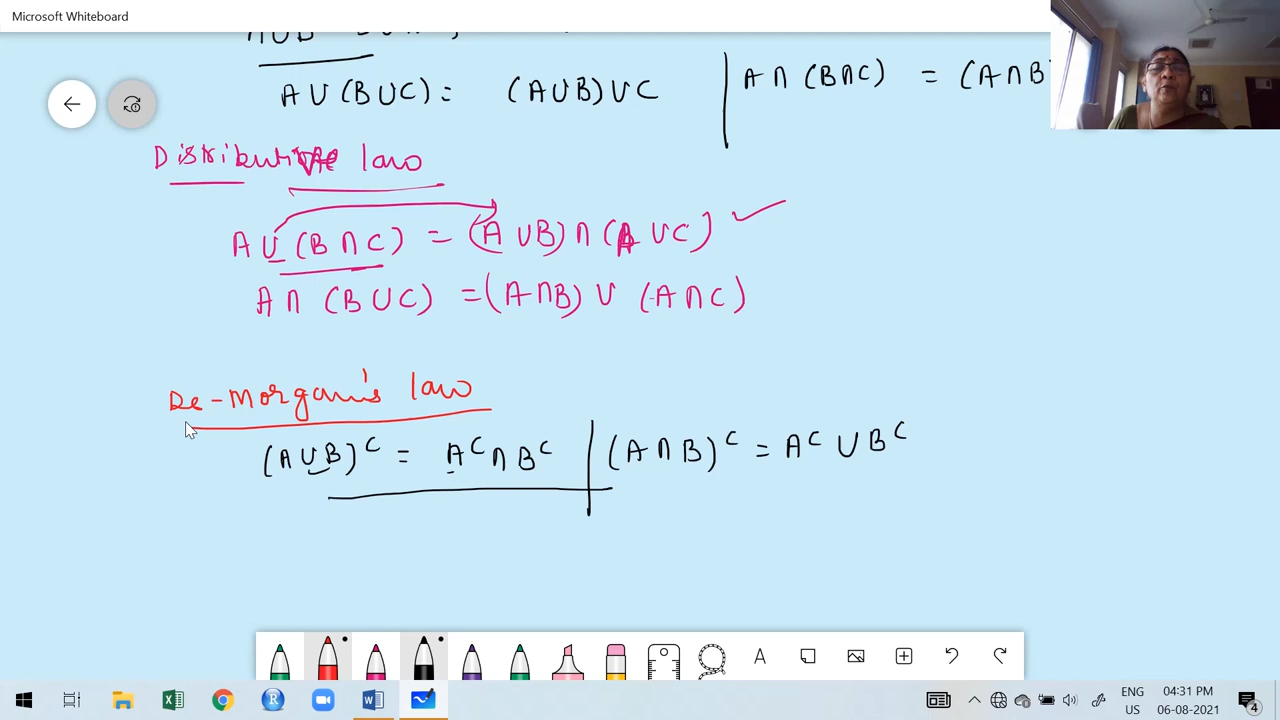 Microsoft Whiteboard
A∪(B∪C) = (A∪B)∪C
A∩(B∩C) = (A∩B
Distributive law
A∪(B∩C) = (A∪B)∩(A∪C)
A∩(B∪C) = (A∩B)∪(A∩C)
De-Morgan's law
(A∪B)ᶜ = Aᶜ∩Bᶜ
(A∩B)ᶜ = Aᶜ∪Bᶜ
A
ENG
US
04:31 PM
06-08-2021
4